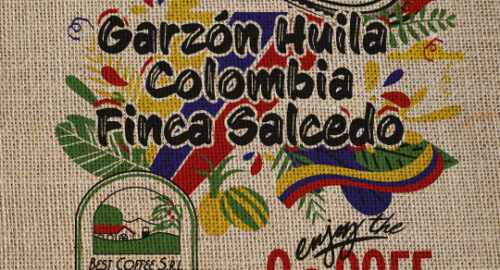 Garzón Huila
Colombia
Finca Salcedo
enjoy the
BEST COFFEE S.R.L.